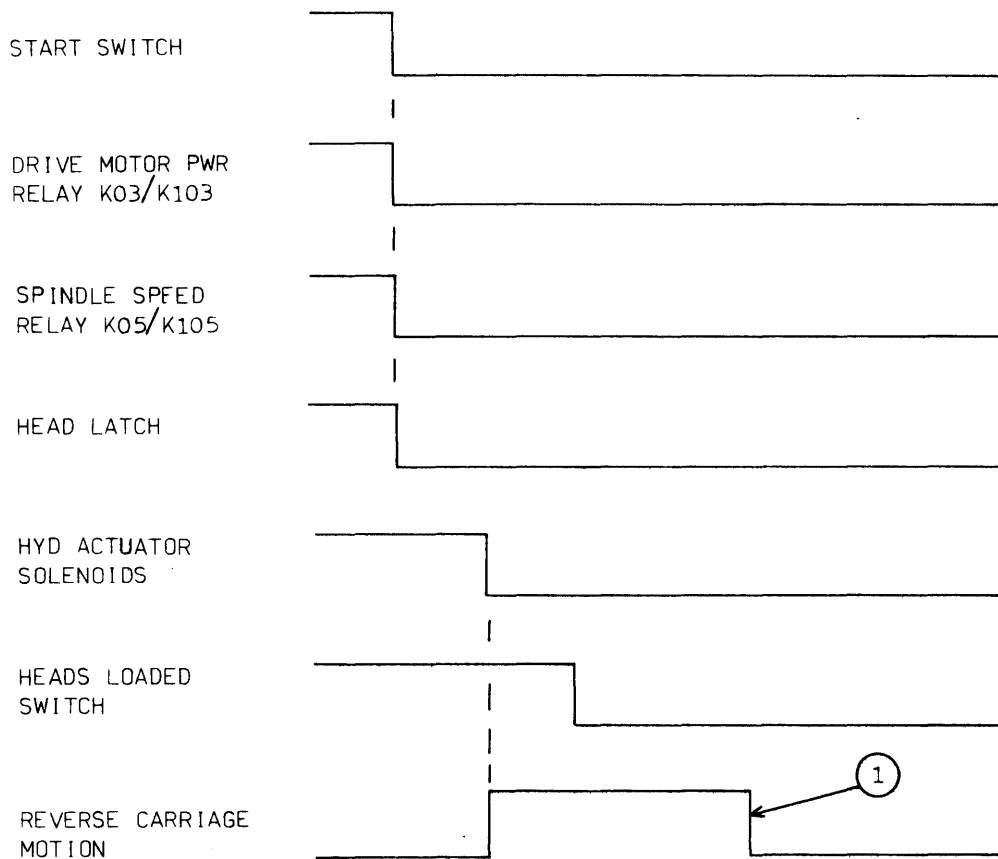 START SWITCH
DRIVE MOTOR PWR
RELAY K03/K103
SPINDLE SPEED
RELAY K05/K105
HEAD LATCH
HYD ACTUATOR
SOLENOIDS
HEADS LOADED
SWITCH
1
REVERSE CARRIAGE
MOTION